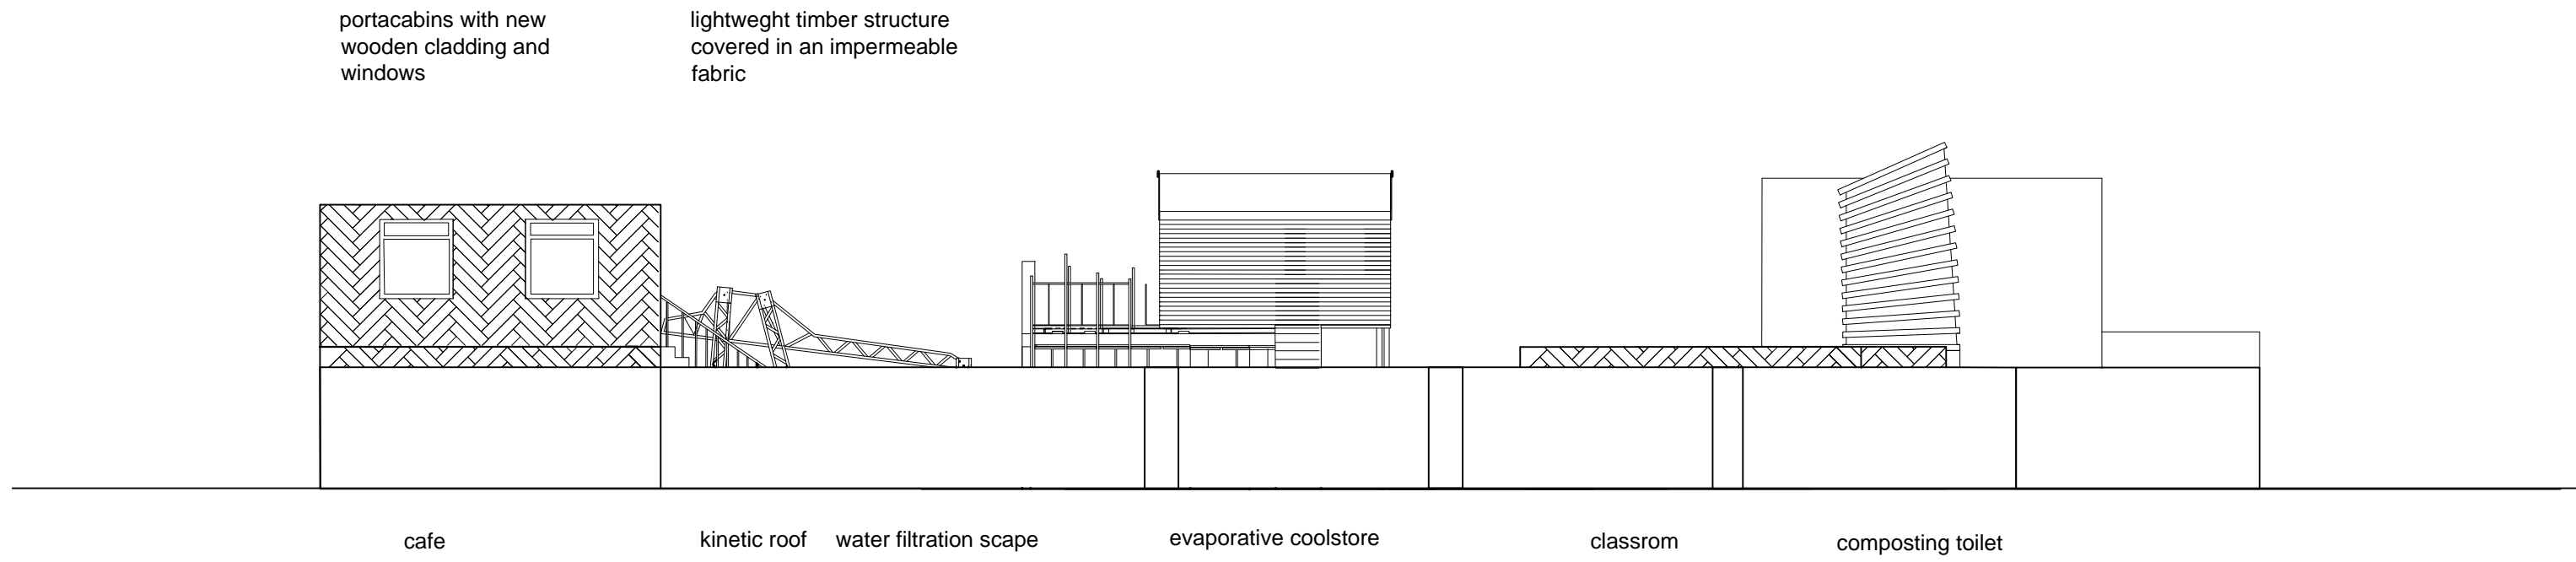 portacabins with new
wooden cladding and
windows
lightweght timber structure
covered in an impermeable
fabric
cafe
kinetic roof
water filtration scape
evaporative coolstore
classrom
composting toilet